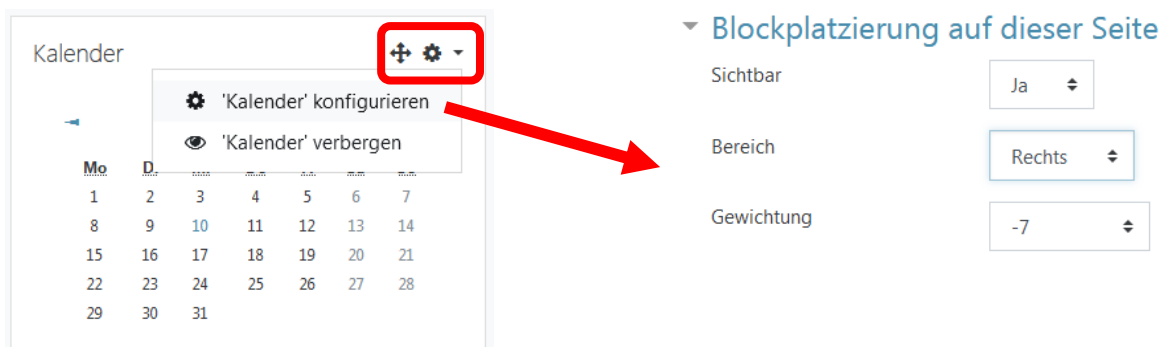 Kalender
'Kalender' konfigurieren
'Kalender' verbergen
Mo D.
1 2 3 4 5 6 7
8 9 10 11 12 13 14
15 16 17 18 19 20 21
22 23 24 25 26 27 28
29 30 31
Blockplatzierung auf dieser Seite
Sichtbar Ja
Bereich Rechts
Gewichtung -7